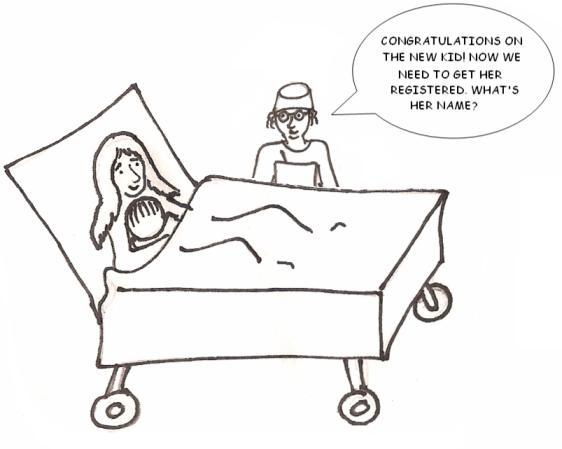 CONGRATULATIONS ON
THE NEW KID! NOW WE
NEED TO GET HER
REGISTERED. WHAT'S
HER NAME?